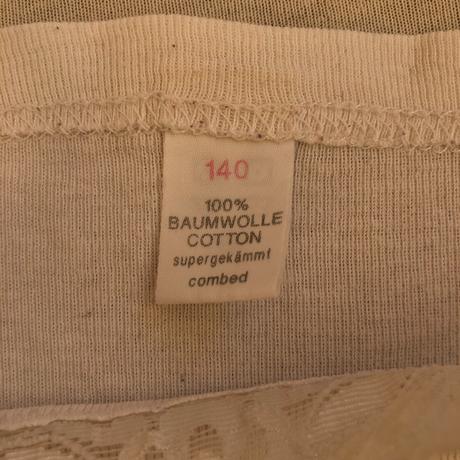 140
100%
BAUMWOLLE
COTTON
supergekämmt
combed